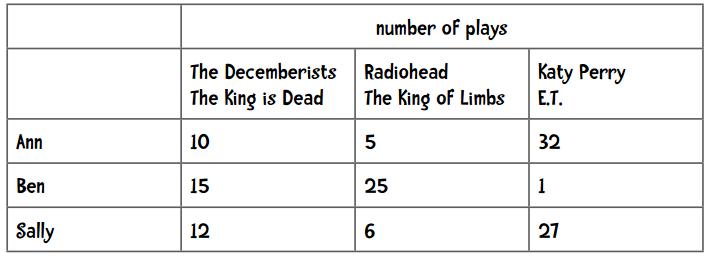 number of plays
The Decemberists
The King is Dead
Radiohead
The King of Limbs
Katy Perry
E.T.
Ann 10 5 32
Ben 15 25 1
Sally 12 6 27